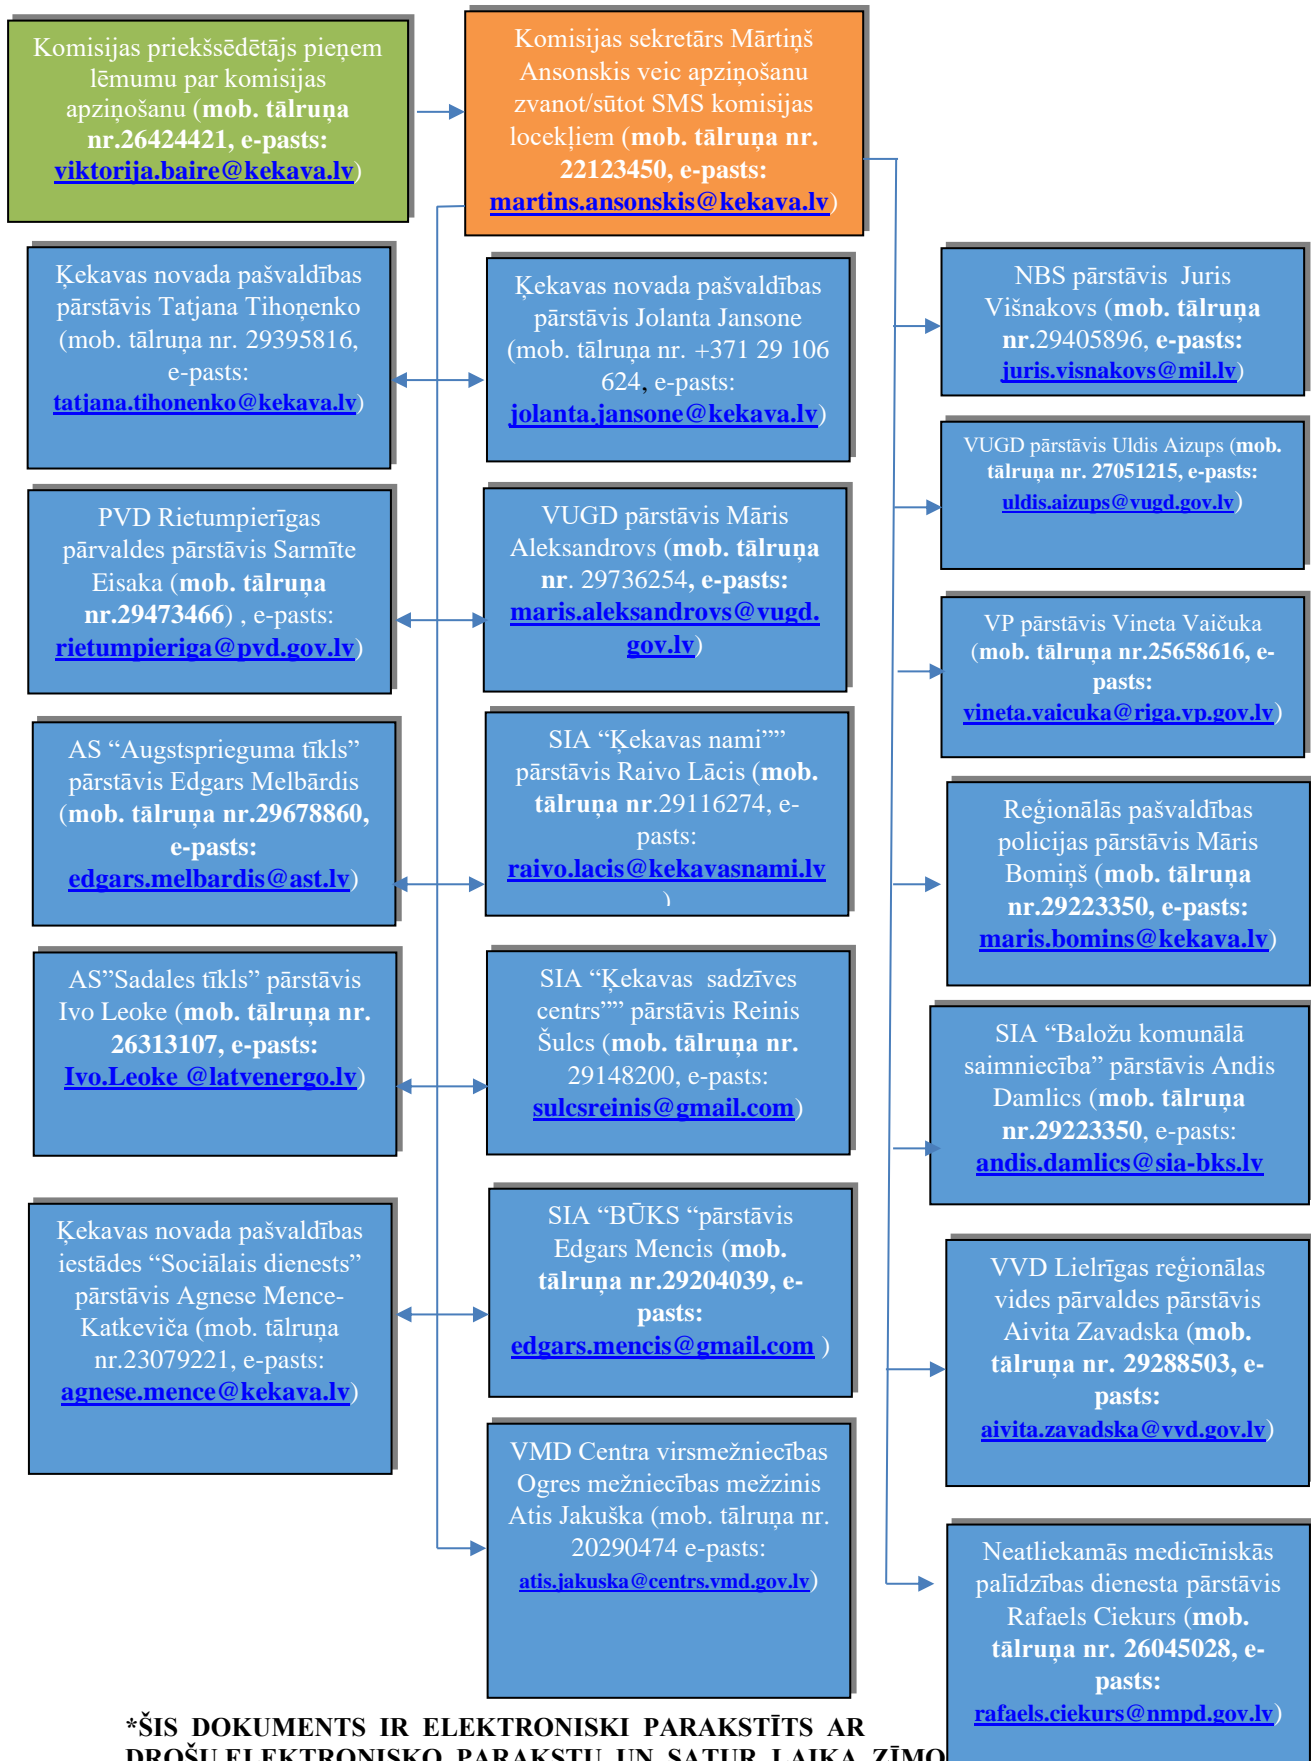 Komisijas priekšsēdētājs pieņem
lēmumu par komisijas
apziņošanu (mob. tālruņa
nr.26424421, e-pasts:
viktorija.baire@kekava.lv)
Komisijas sekretārs Mārtiņš
Ansonskis veic apziņošanu
zvanot/sūtot SMS komisijas
locekļiem (mob. tālruņa nr.
22123450, e-pasts:
martins.ansonskis@kekava.lv)
Ķekavas novada pašvaldības
pārstāvis Tatjana Tihoņenko
(mob. tālruņa nr. 29395816,
e-pasts:
tatjana.tihonenko@kekava.lv)
Ķekavas novada pašvaldības
pārstāvis Jolanta Jansone
(mob. tālruņa nr. +371 29 106
624, e-pasts:
jolanta.jansone@kekava.lv)
NBS pārstāvis  Juris
Višnakovs (mob. tālruņa
nr.29405896, e-pasts:
juris.visnakovs@mil.lv)
VUGD pārstāvis Uldis Aizups (mob.
tālruņa nr. 27051215, e-pasts:
uldis.aizups@vugd.gov.lv)
PVD Rietumpierīgas
pārvaldes pārstāvis Sarmīte
Eisaka (mob. tālruņa
nr.29473466) , e-pasts:
rietumpieriga@pvd.gov.lv)
VUGD pārstāvis Māris
Aleksandrovs (mob. tālruņa
nr. 29736254, e-pasts:
maris.aleksandrovs@vugd.
gov.lv)
VP pārstāvis Vineta Vaičuka
(mob. tālruņa nr.25658616, e-
pasts:
vineta.vaicuka@riga.vp.gov.lv)
AS “Augstsprieguma tīkls”
pārstāvis Edgars Melbārdis
(mob. tālruņa nr.29678860,
e-pasts:
edgars.melbardis@ast.lv)
SIA “Ķekavas nami””
pārstāvis Raivo Lācis (mob.
tālruņa nr.29116274, e-
pasts:
raivo.lacis@kekavasnami.lv
)
Reģionālās pašvaldības
policijas pārstāvis Māris
Bomiņš (mob. tālruņa
nr.29223350, e-pasts:
maris.bomins@kekava.lv)
AS”Sadales tīkls” pārstāvis
Ivo Leoke (mob. tālruņa nr.
26313107, e-pasts:
Ivo.Leoke @latvenergo.lv)
SIA “Ķekavas  sadzīves
centrs”” pārstāvis Reinis
Šulcs (mob. tālruņa nr.
29148200, e-pasts:
sulcsreinis@gmail.com)
SIA “Baložu komunālā
saimniecība” pārstāvis Andis
Damlics (mob. tālruņa
nr.29223350, e-pasts:
andis.damlics@sia-bks.lv
Ķekavas novada pašvaldības
iestādes “Sociālais dienests”
pārstāvis Agnese Mence-
Katkeviča (mob. tālruņa
nr.23079221, e-pasts:
agnese.mence@kekava.lv)
SIA “BŪKS “pārstāvis
Edgars Mencis (mob.
tālruņa nr.29204039, e-
pasts:
edgars.mencis@gmail.com )
VVD Lielrīgas reģionālas
vides pārvaldes pārstāvis
Aivita Zavadska (mob.
tālruņa nr. 29288503, e-
pasts:
aivita.zavadska@vvd.gov.lv)
VMD Centra virsmežniecības
Ogres mežniecības mežzinis
Atis Jakuška (mob. tālruņa nr.
20290474 e-pasts:
atis.jakuska@centrs.vmd.gov.lv)
Neatliekamās medicīniskās
palīdzības dienesta pārstāvis
Rafaels Ciekurs (mob.
tālruņa nr. 26045028, e-
pasts:
rafaels.ciekurs@nmpd.gov.lv)
*ŠIS DOKUMENTS IR ELEKTRONISKI PARAKSTĪTS AR
DROŠU ELEKTRONISKO PARAKSTU UN SATUR LAIKA ZĪMO